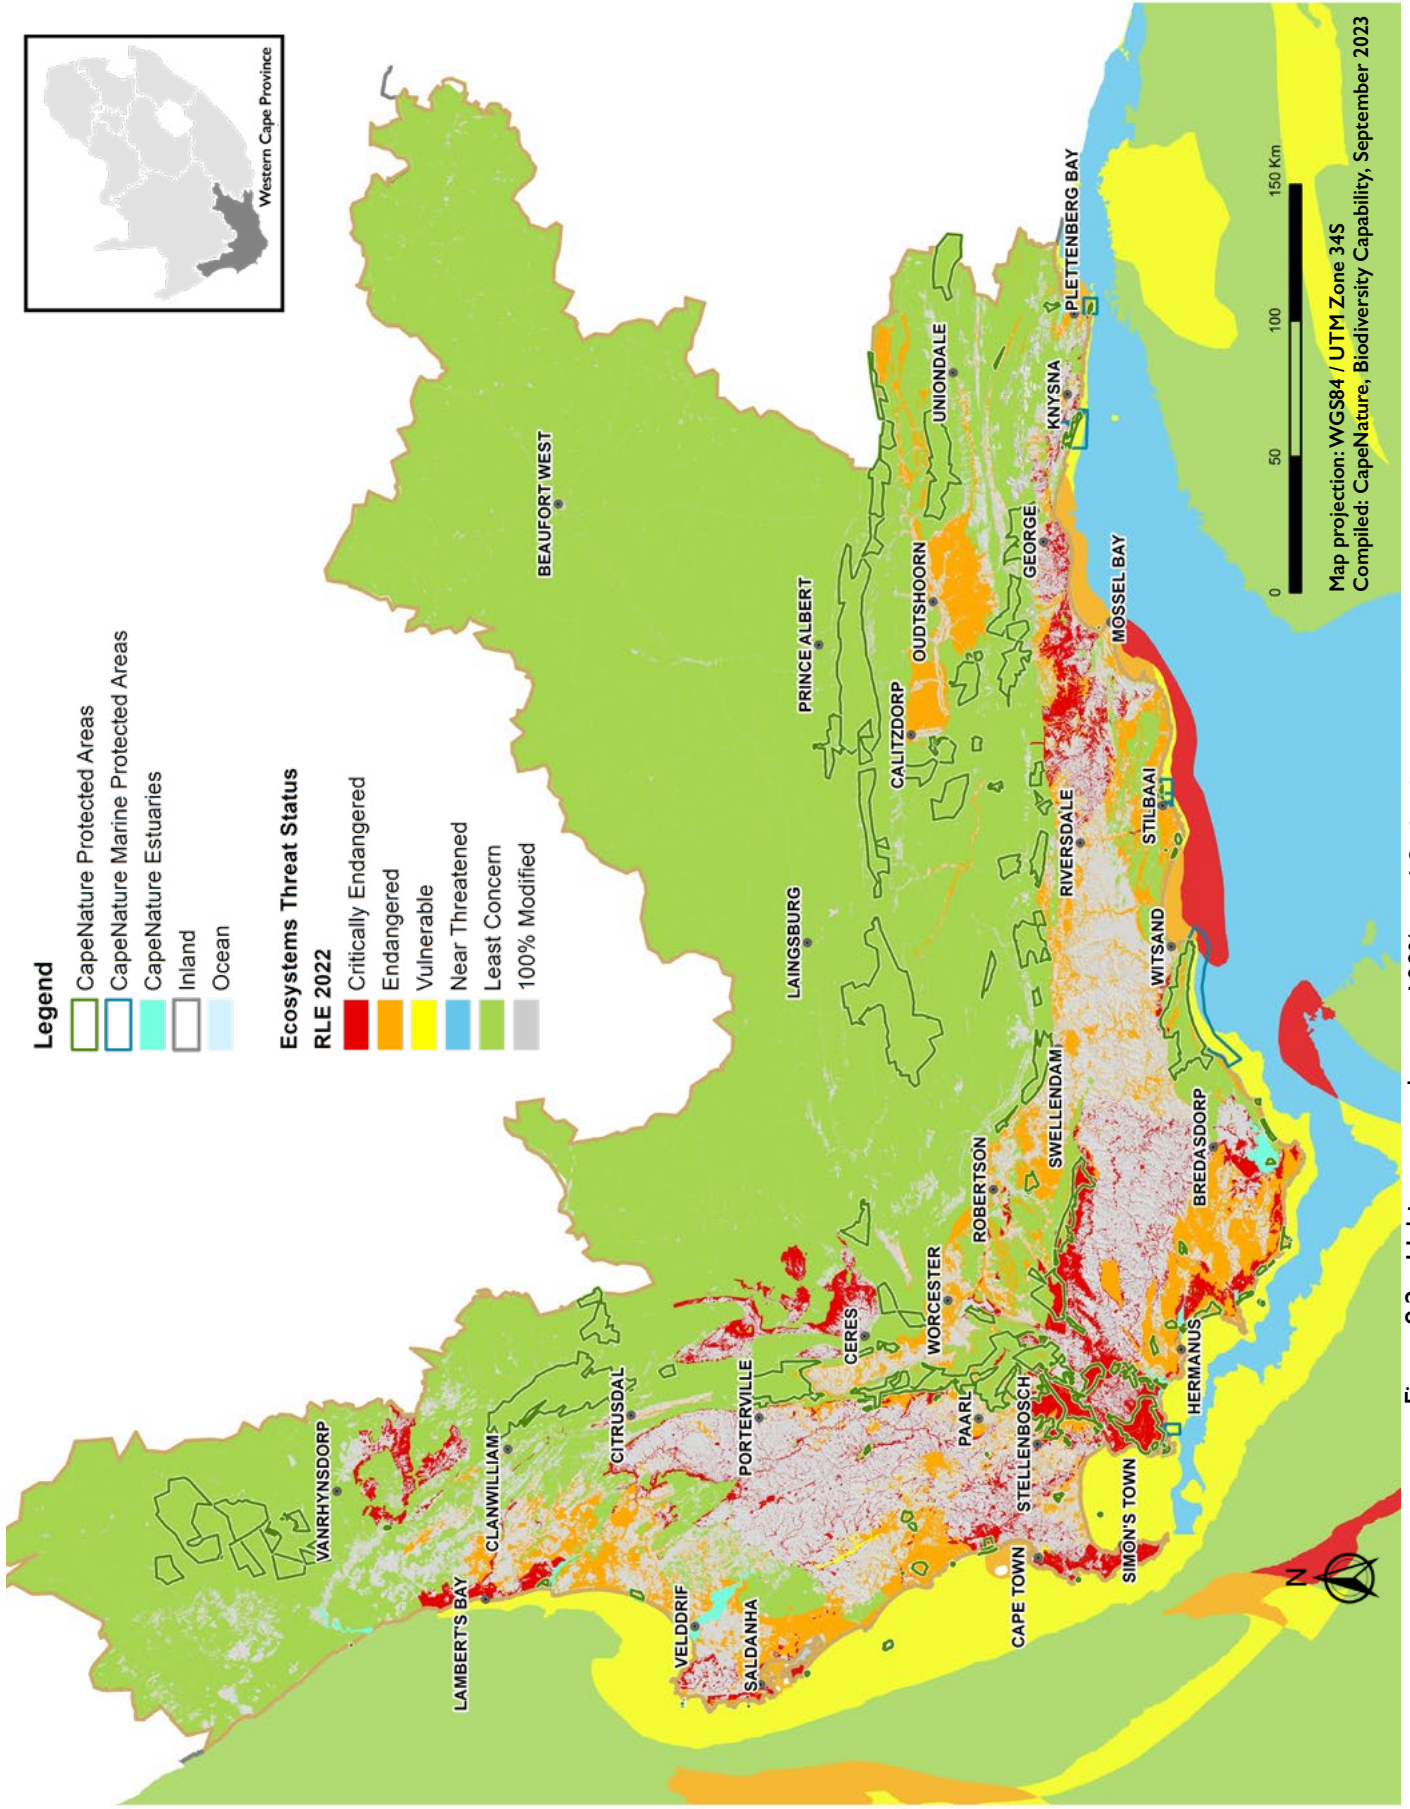 Western Cape Province
Legend
CapeNature Protected Areas
CapeNature Marine Protected Areas
CapeNature Estuaries
Inland
Ocean
Ecosystems Threat Status
RLE 2022
Critically Endangered
Endangered
Vulnerable
Near Threatened
Least Concern
100% Modified
VANRHYNSDORP
LAMBERT'S BAY
CLANWILLIAM
CITRUSDAL
PORTERVILLE
VELDDRIF
SALDANHA
CERES
WORCESTER
PAARL
STELLENBOSCH
CAPE TOWN
SIMON'S TOWN
HERMANUS
ROBERTSON
SWELLENDAM
BREDASDORP
WITSAND
LAINGSBURG
RIVERSDALE
STILBAAI
CALITZDORP
PRINCE ALBERT
OUDTSHOORN
BEAUFORT WEST
GEORGE
MOSSEL BAY
UNIONDALE
KNYSNA
PLETTENBERG BAY
N
0 50 100 150 Km
Map projection: WGS84 / UTM Zone 34S
Compiled: CapeNature, Biodiversity Capability, September 2023